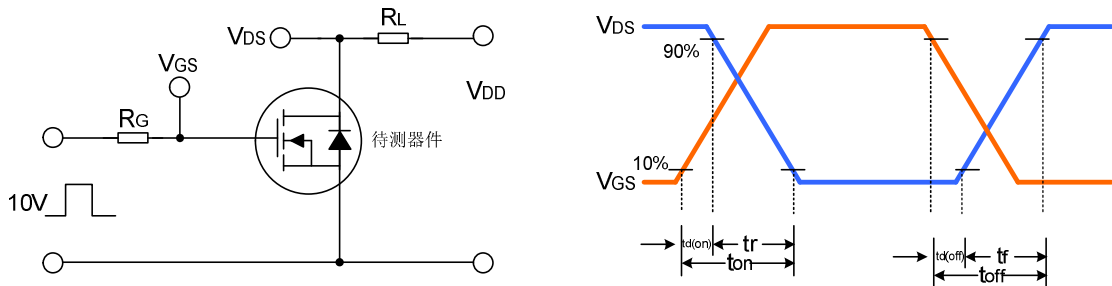 VDS
RL
VGS
VDD
RG
待测器件
10V
VDS
90%
10%
VGS
td(on)
tr
ton
td(off)
tf
toff